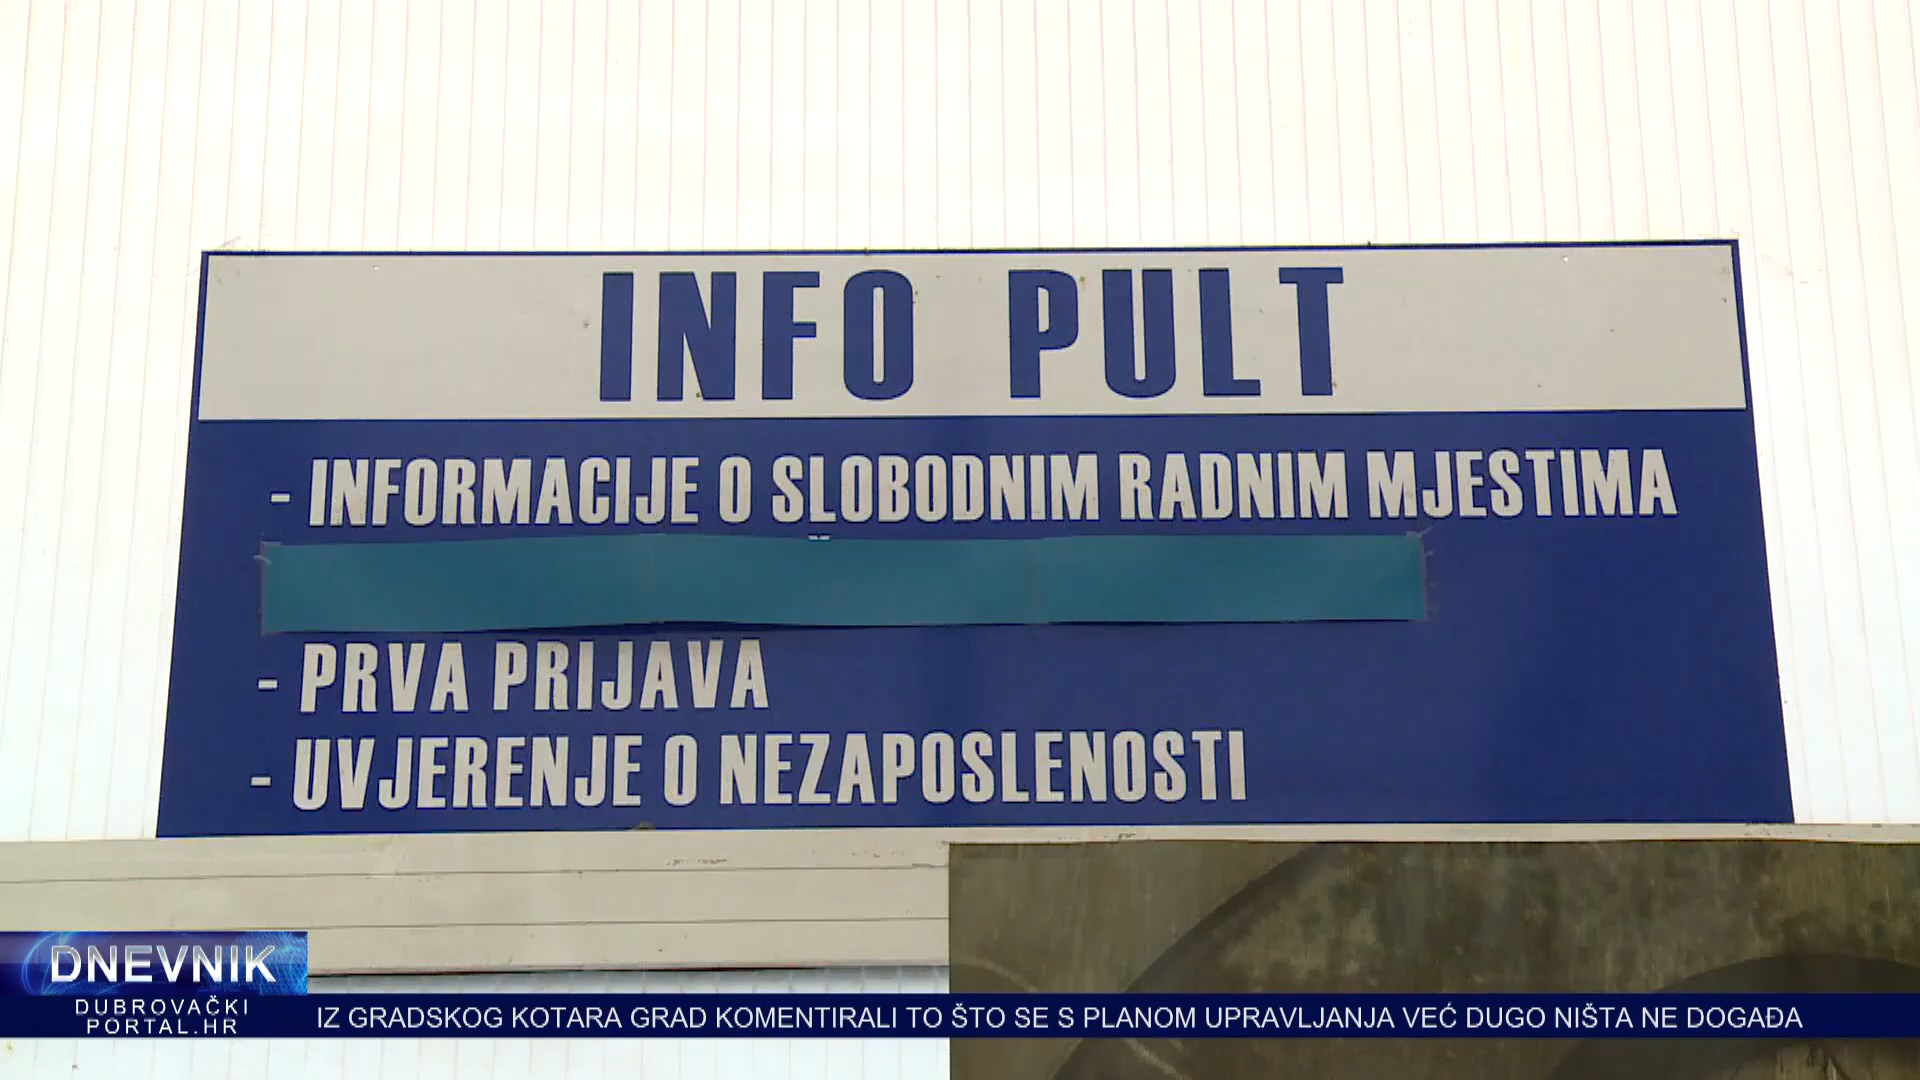 INFO PULT
- INFORMACIJE O SLOBODNIM RADNIM MJESTIMA
- PRVA PRIJAVA
- UVJERENJE O NEZAPOSLENOSTI
DNEVNIK
DUBROVAČKI
PORTAL.HR
IZ GRADSKOG KOTARA GRAD KOMENTIRALI TO ŠTO SE S PLANOM UPRAVLJANJA VEĆ DUGO NIŠTA NE DOGAĐA